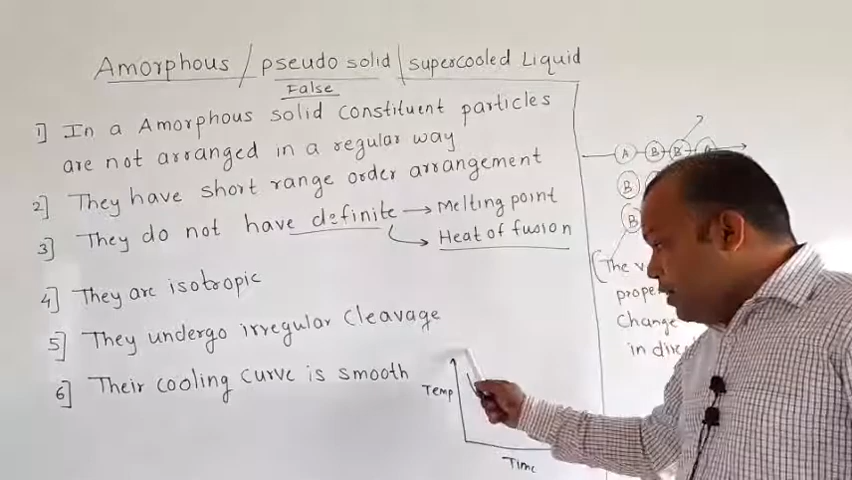 Amorphous / pseudo solid / supercooled Liquid
False
1] In a Amorphous solid constituent particles
are not arranged in a regular way
2] They have short range order arrangement
3] They do not have definite → Melting point
→ Heat of fusion
4] They are isotropic
5] They undergo irregular Cleavage
6] Their cooling curve is smooth
Temp
Time
A B B
B
B
The
Change
in